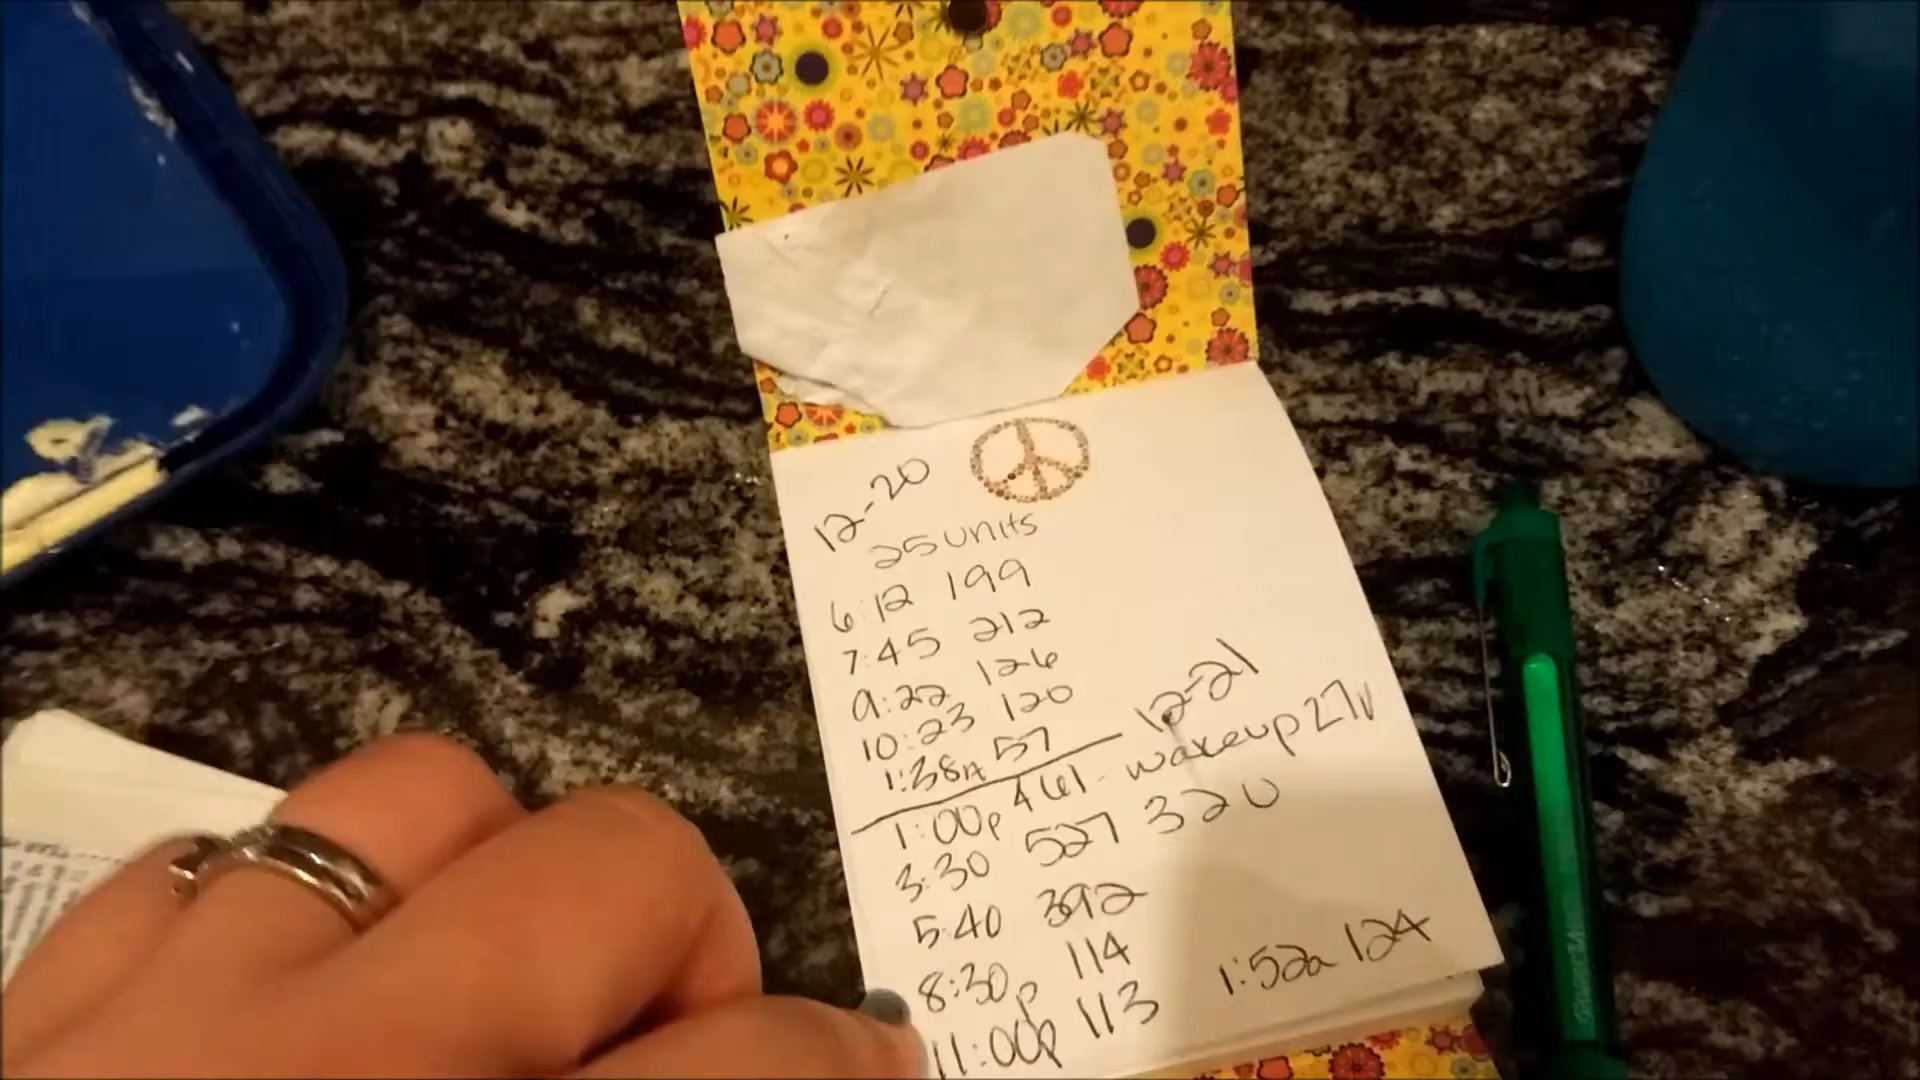 12-20
25 units
6:12 199
7:45 212
9:22 126
10:23 120
1:38A 57
12-21
1:00p 461 - wakeup 27u
3:30 527 32u
5:40 392
8:30p 114
11:00p 113
1:52a 124